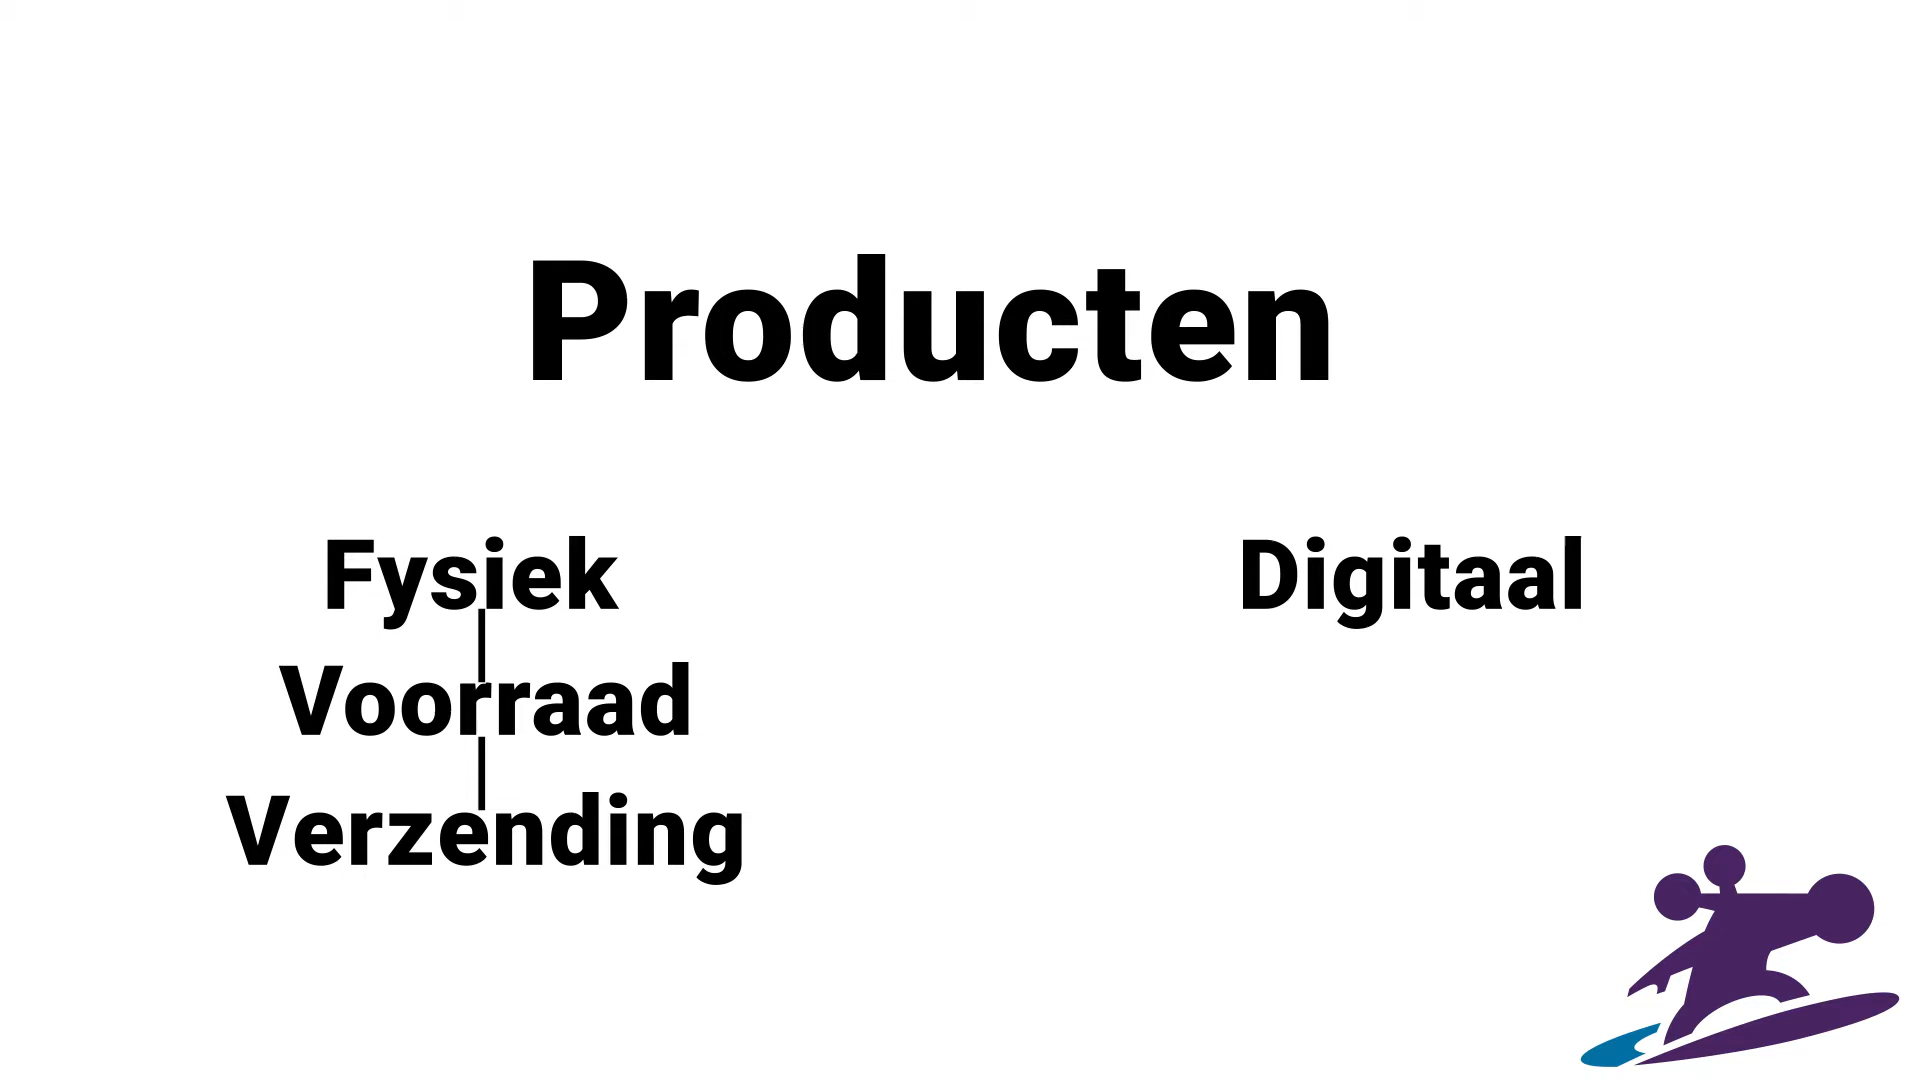 Producten
Fysiek
Digitaal
Voorraad
Verzending